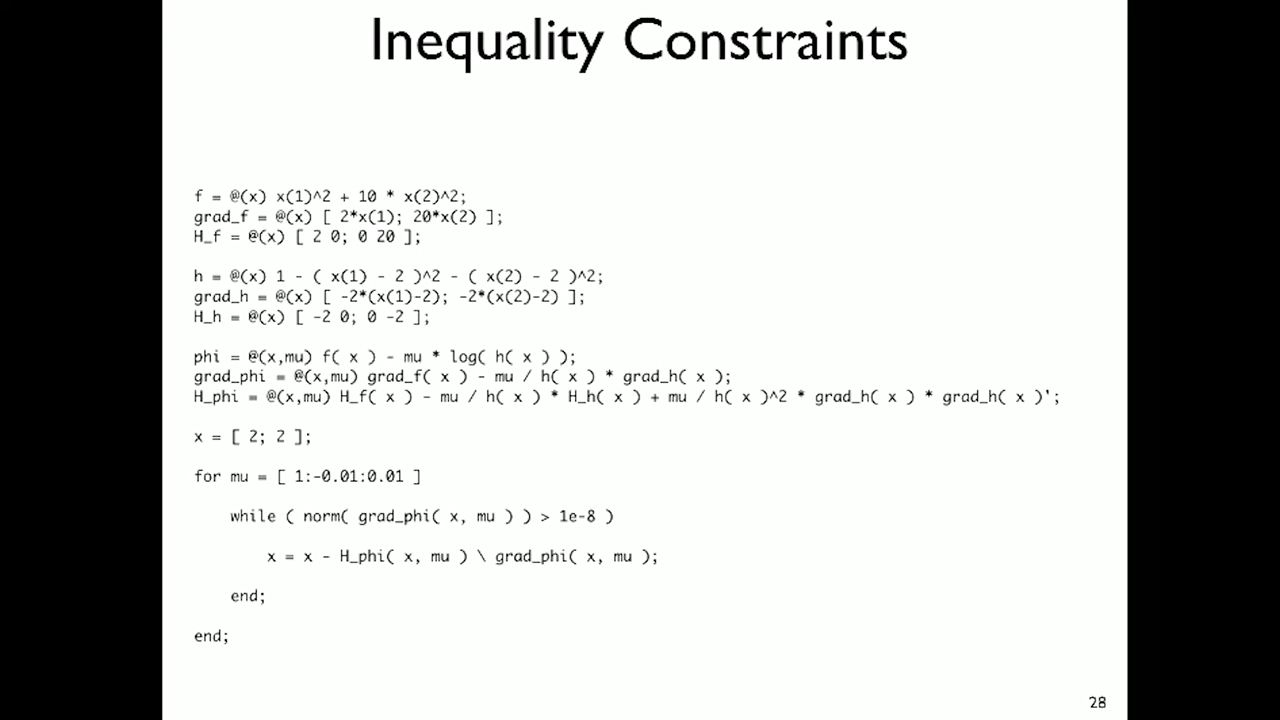 Inequality Constraints
f = @(x) x(1)^2 + 10 * x(2)^2;
grad_f = @(x) [ 2*x(1); 20*x(2) ];
H_f = @(x) [ 2 0; 0 20 ];
h = @(x) 1 - ( x(1) - 2 )^2 - ( x(2) - 2 )^2;
grad_h = @(x) [ -2*(x(1)-2); -2*(x(2)-2) ];
H_h = @(x) [ -2 0; 0 -2 ];
phi = @(x,mu) f( x ) - mu * log( h( x ) );
grad_phi = @(x,mu) grad_f( x ) - mu / h( x ) * grad_h( x );
H_phi = @(x,mu) H_f( x ) - mu / h( x ) * H_h( x ) + mu / h( x )^2 * grad_h( x ) * grad_h( x )';
x = [ 2; 2 ];
for mu = [ 1:-0.01:0.01 ]
while ( norm( grad_phi( x, mu ) ) > 1e-8 )
x = x - H_phi( x, mu ) \ grad_phi( x, mu );
end;
end;
28